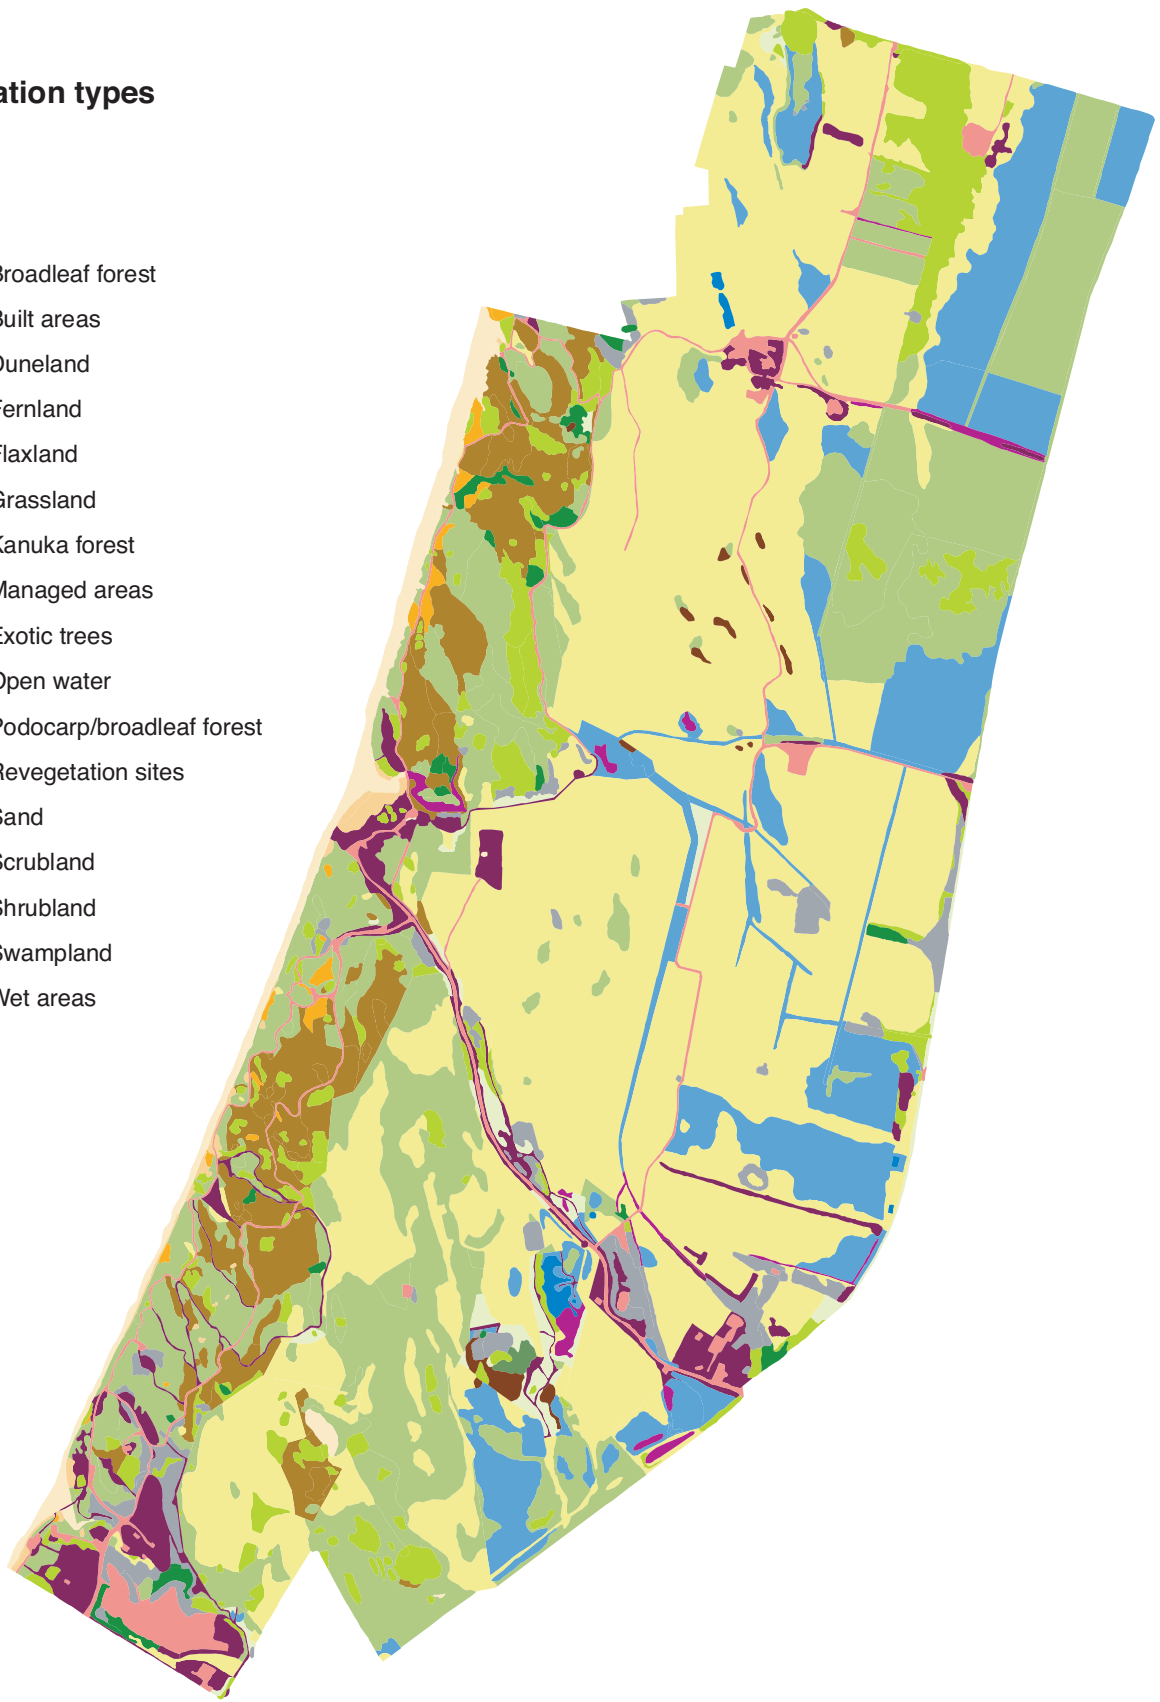 ation types
Broadleaf forest
Built areas
Duneland
Fernland
Flaxland
Grassland
Kanuka forest
Managed areas
Exotic trees
Open water
Podocarp/broadleaf forest
Revegetation sites
Sand
Scrubland
Shrubland
Swampland
Wet areas